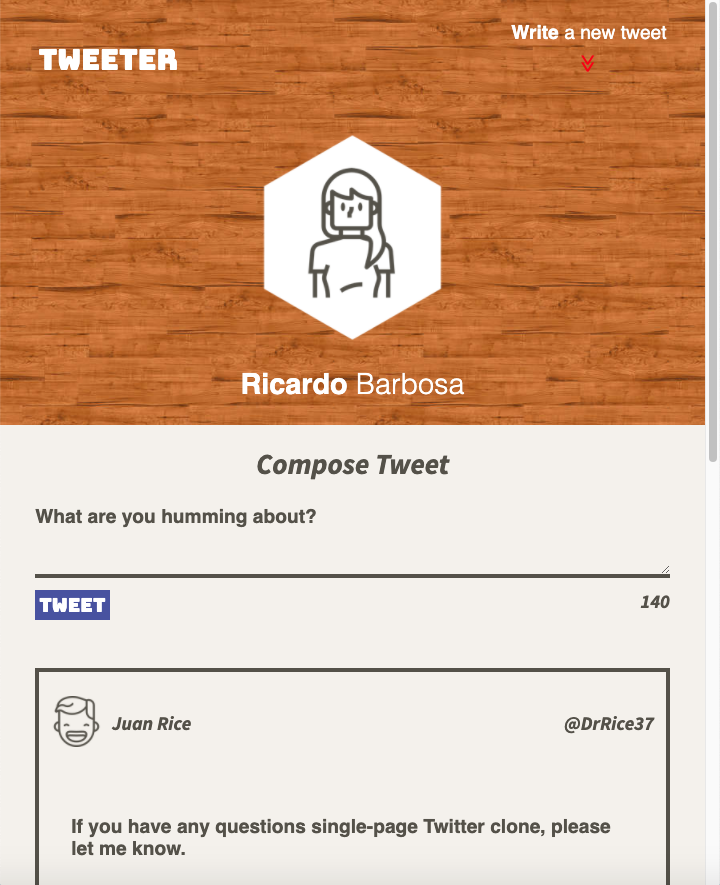 Write a new tweet
TWEETER
Ricardo Barbosa
Compose Tweet
What are you humming about?
TWEET
140
Juan Rice
@DrRice37
If you have any questions single-page Twitter clone, please
let me know.